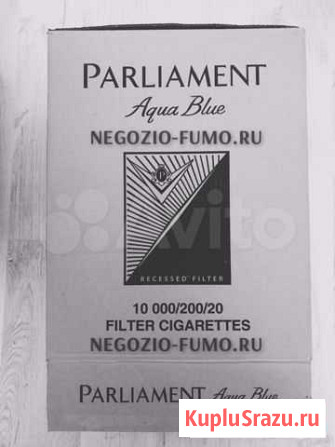 PARLIAMENT
Aqua Blue
NEGOZIO-FUMO.RU
Avito
RECESSED FILTER
10 000/200/20
FILTER CIGARETTES
NEGOZIO-FUMO.RU
PARLIAMENT Aqua Blue
KupluSrazu.ru